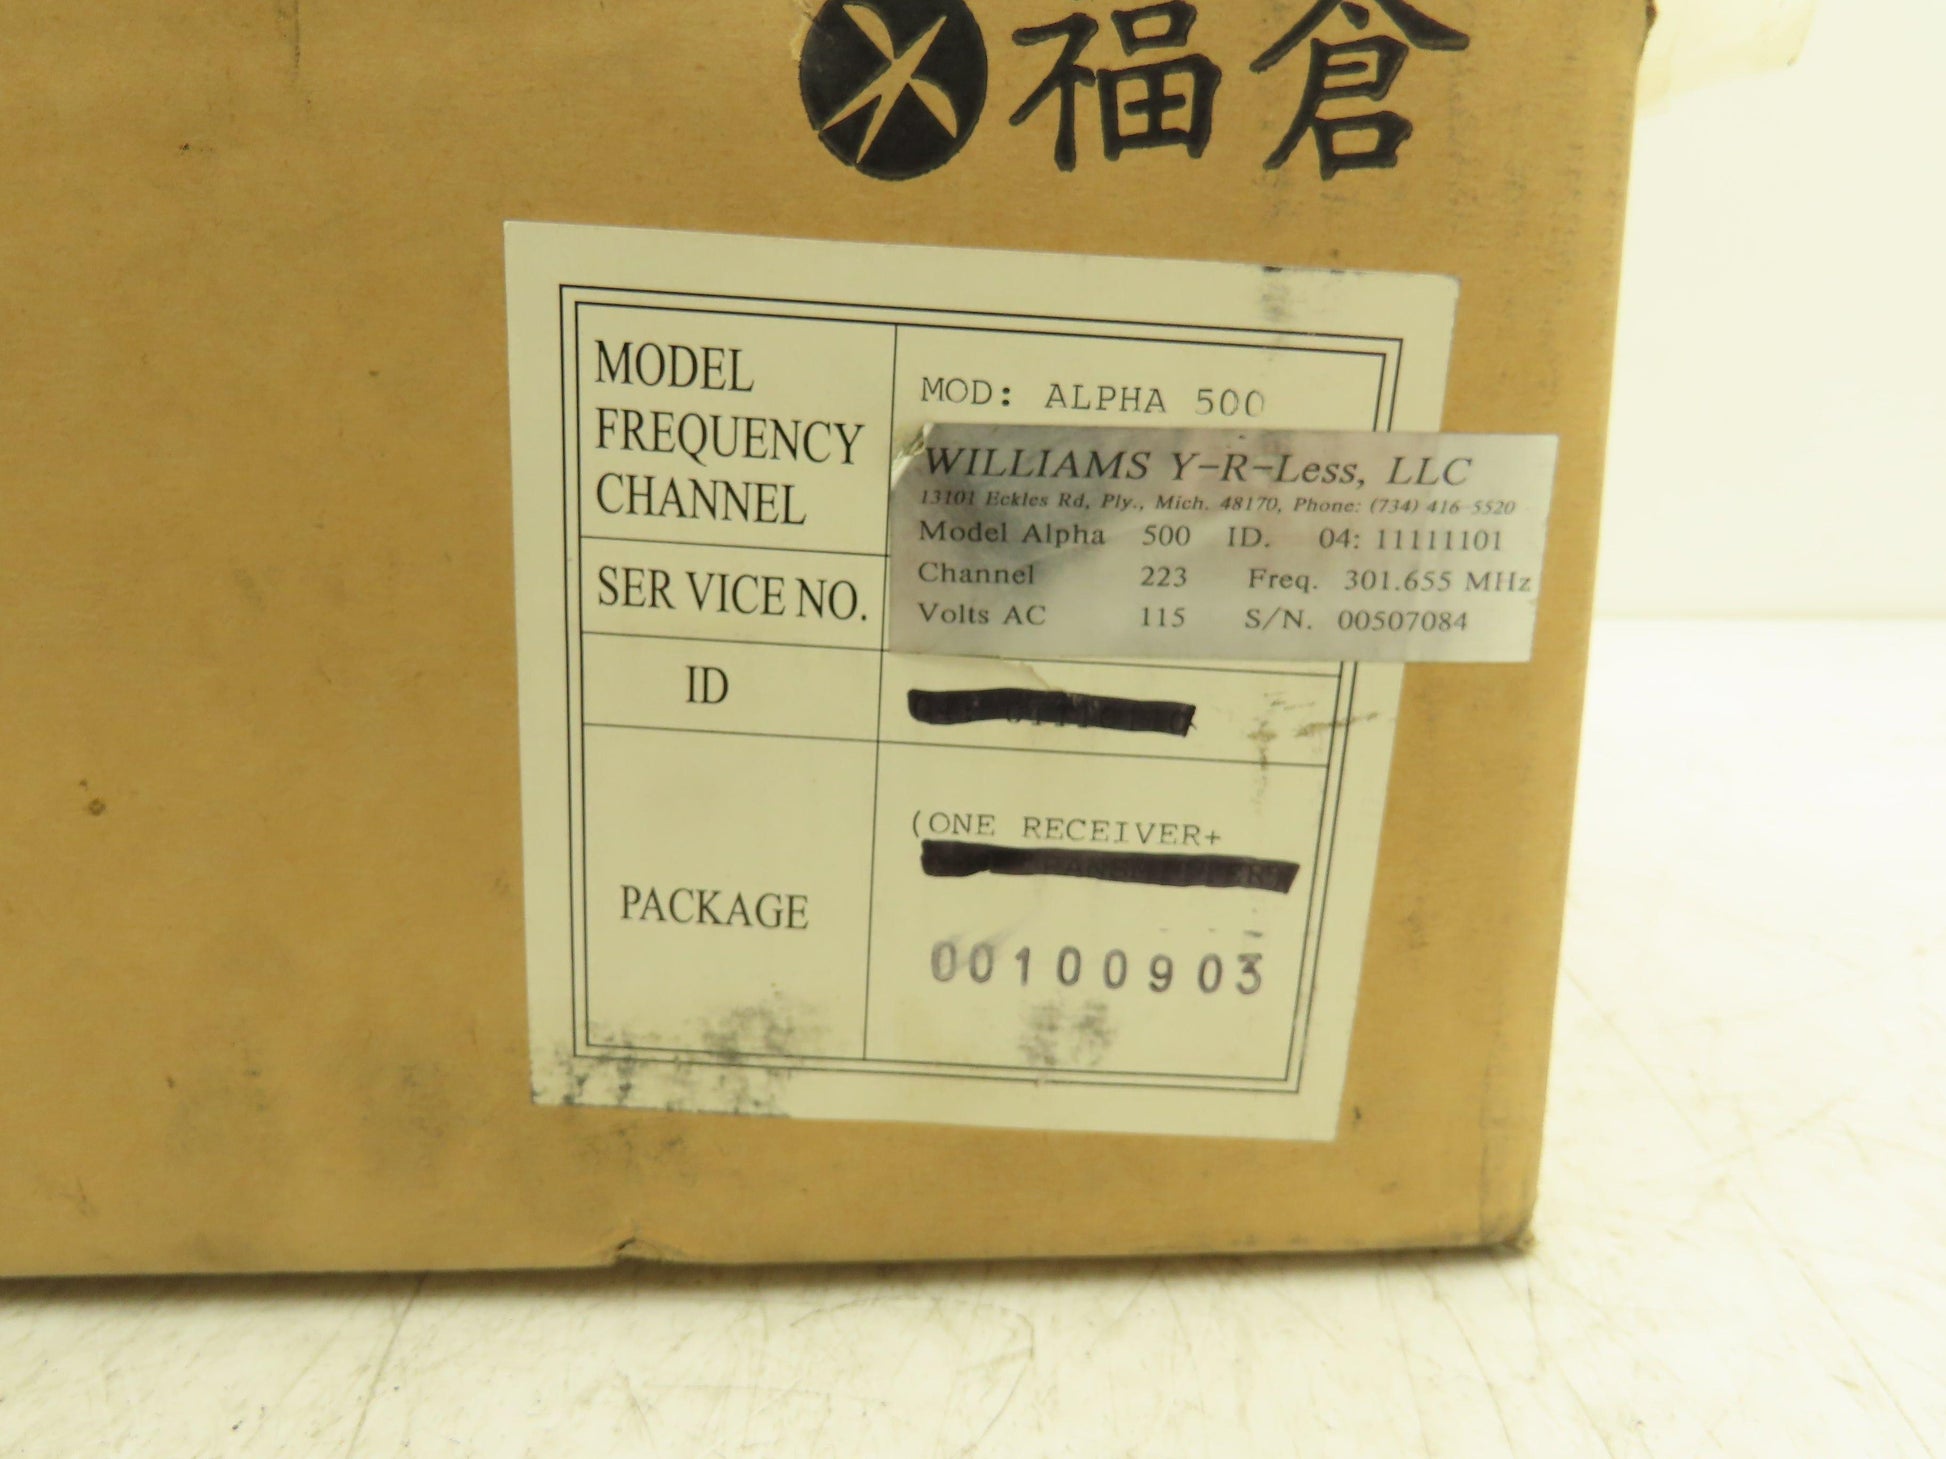 福倉
MODEL
FREQUENCY
CHANNEL
MOD: ALPHA 500
WILLIAMS Y-R-Less, LLC
13101 Eckles Rd, Ply., Mich. 48170, Phone: (734) 416-5520
Model Alpha 500 ID. 04: 11111101
Channel 223 Freq. 301.655 MHz
Volts AC 115 S/N. 00507084
SER VICE NO.
ID
PACKAGE
(ONE RECEIVER+
00100903